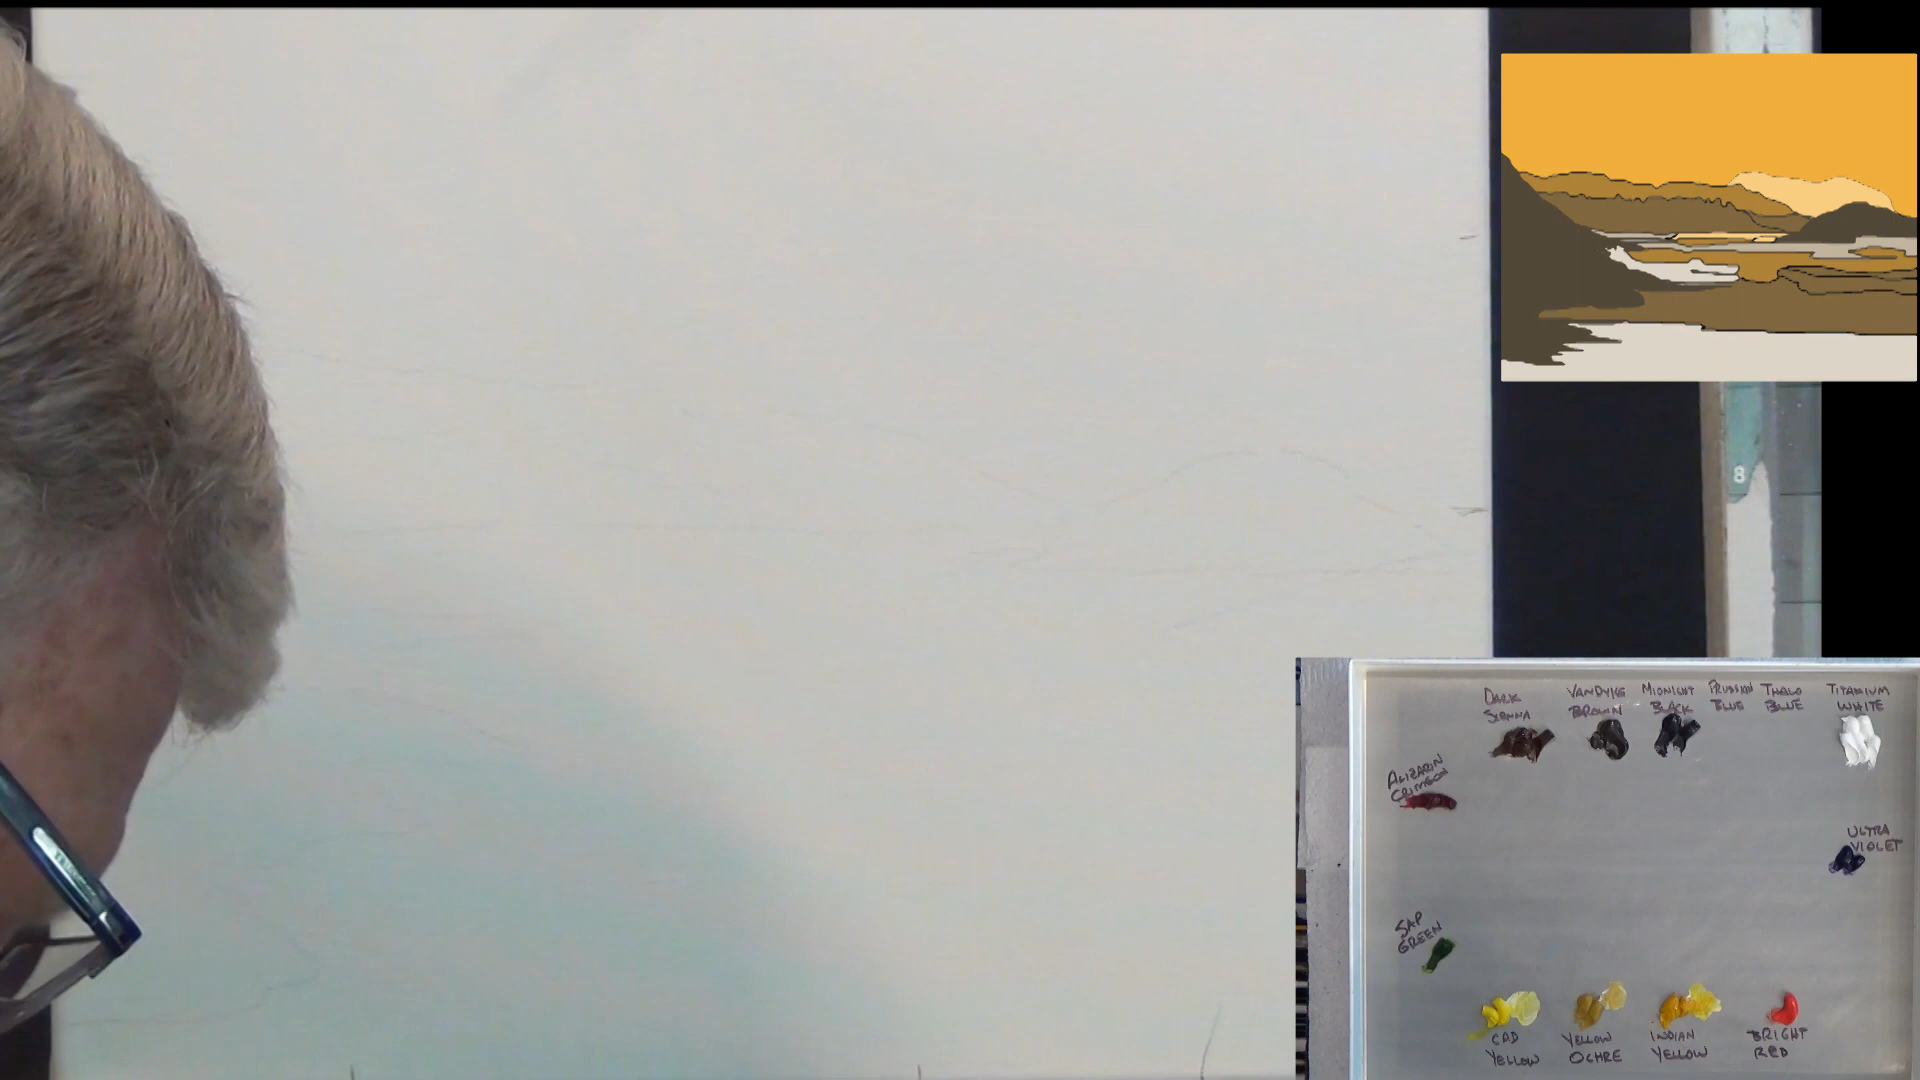 8
DARK
SIENNA
VANDYKE
BROWN
MIDNIGHT
BLACK
PRUSSIAN
BLUE
THALO
BLUE
TITANIUM
WHITE
ALIZARIN
CRIMSON
ULTRA
VIOLET
SAP
GREEN
CAD
YELLOW
YELLOW
OCHRE
INDIAN
YELLOW
BRIGHT
RED